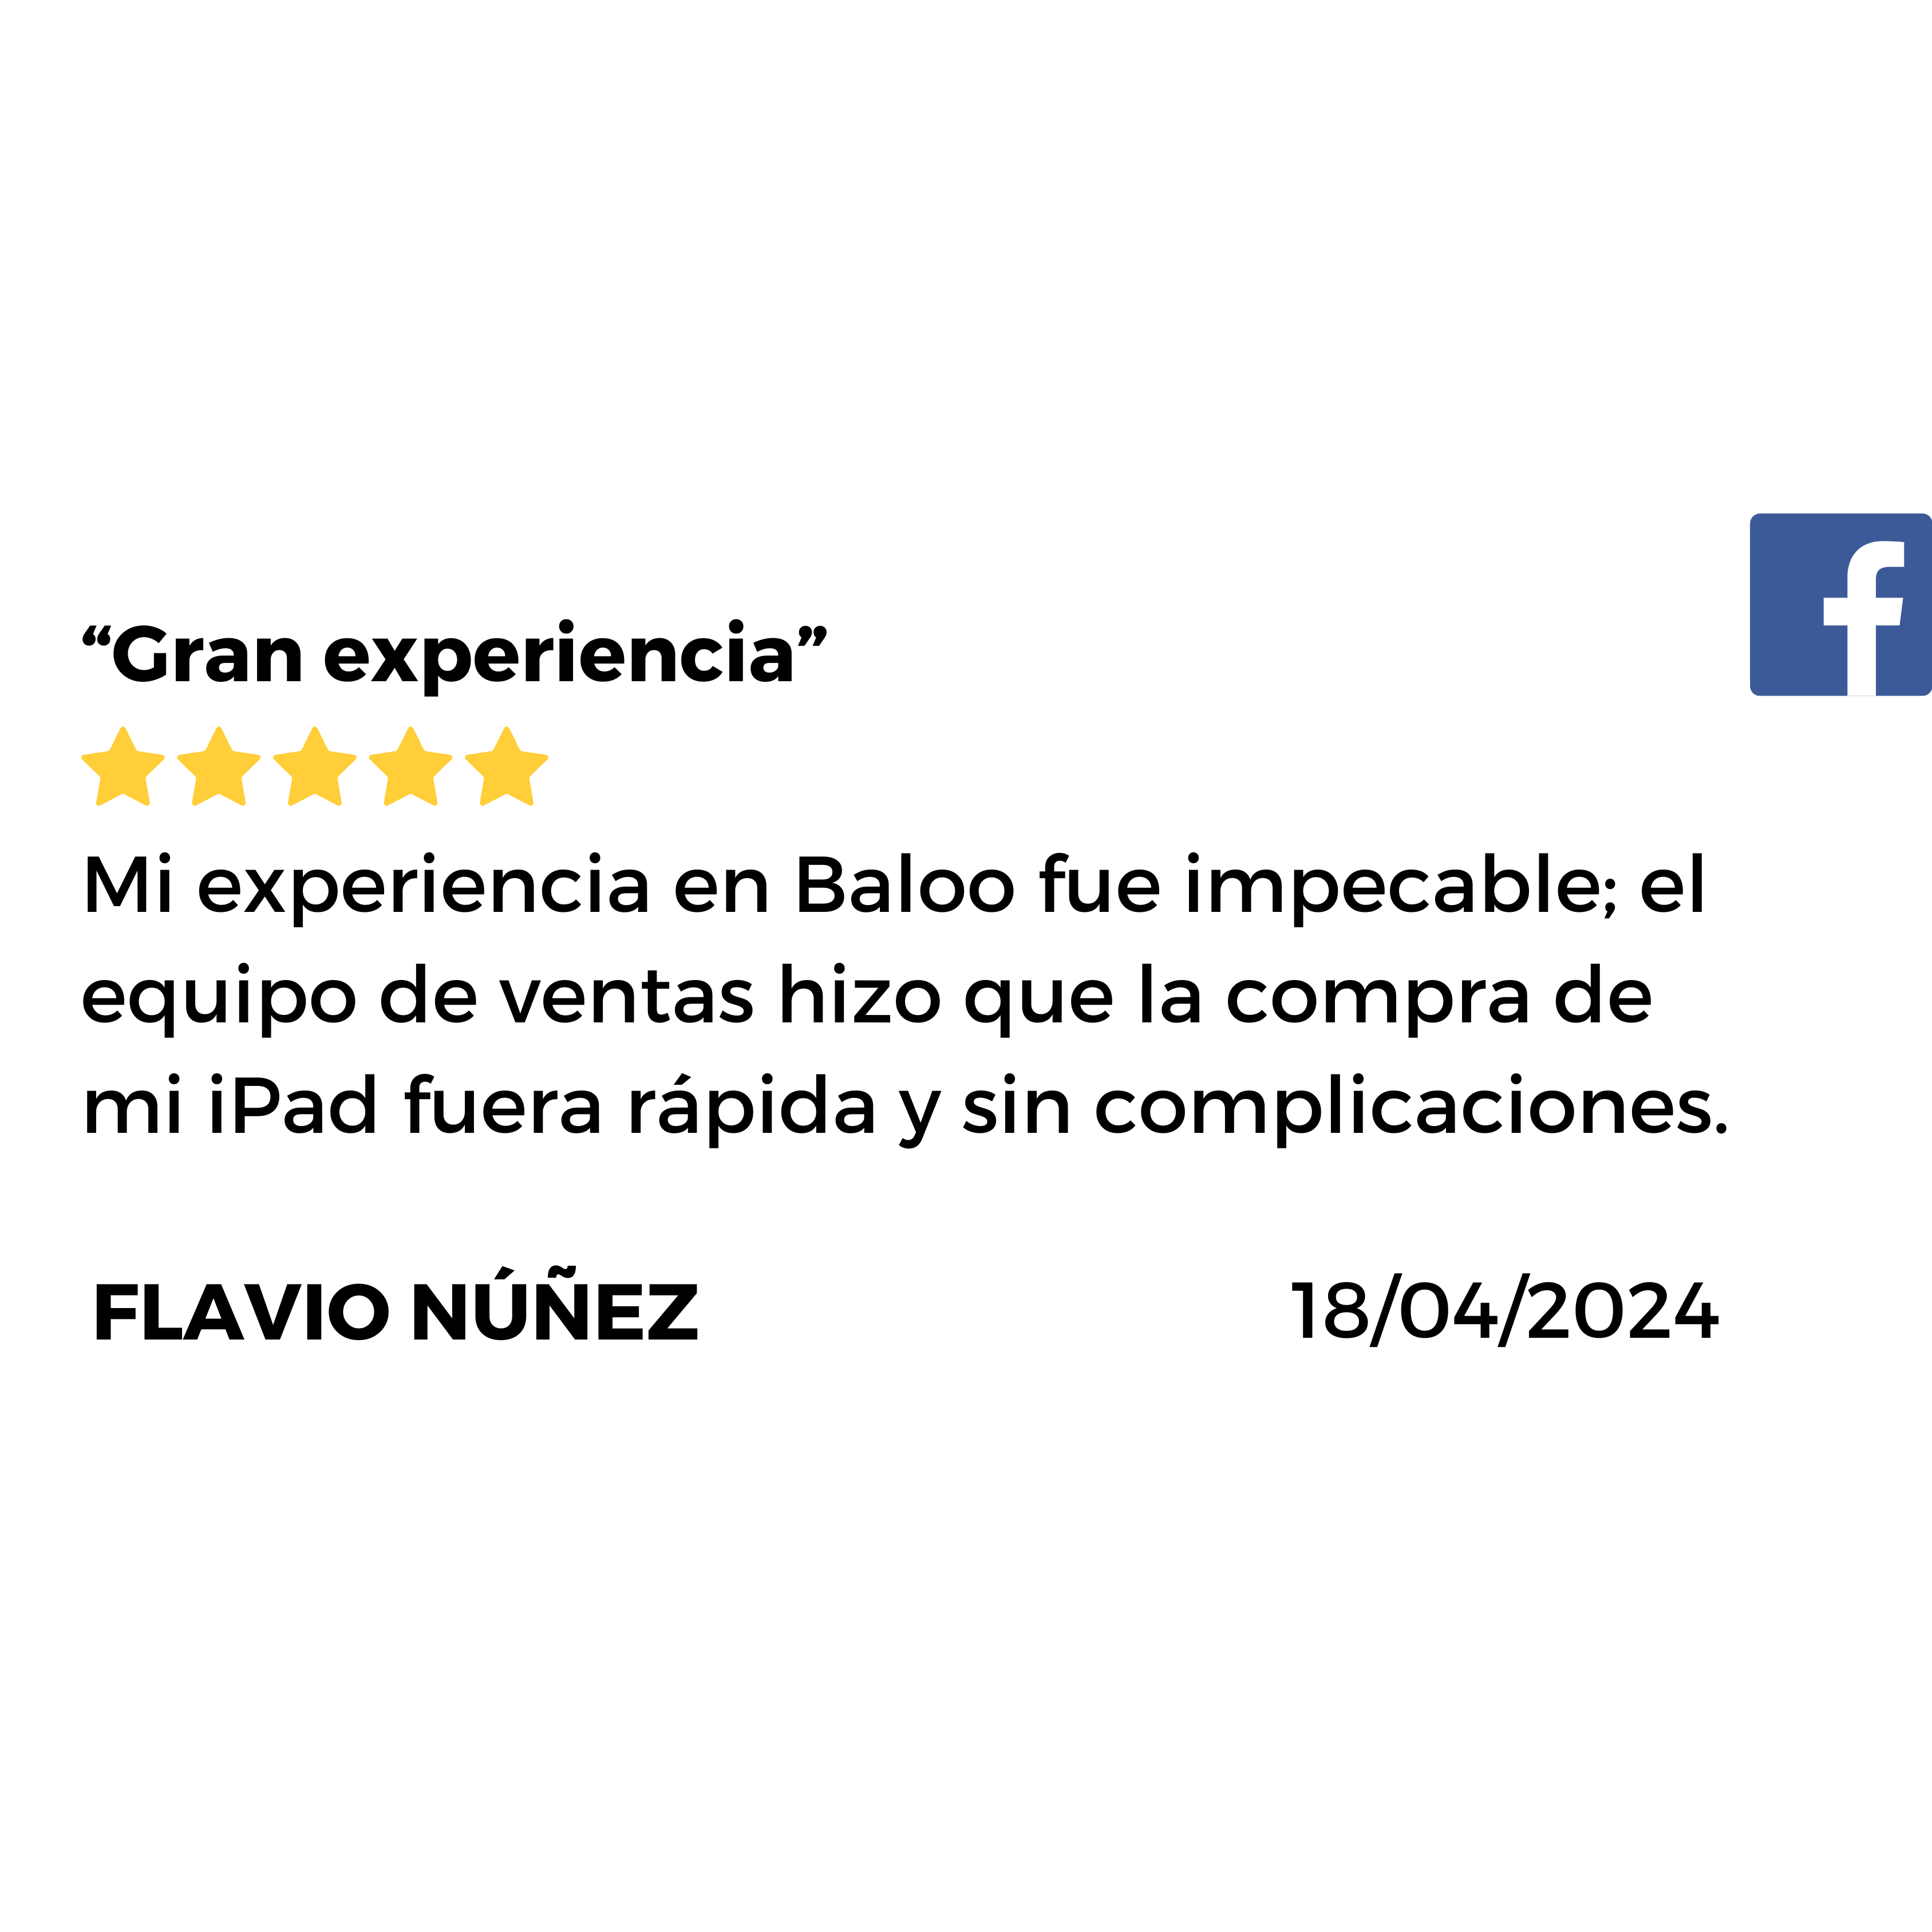 “Gran experiencia”
Mi experiencia en Baloo fue impecable; el
equipo de ventas hizo que la compra de
mi iPad fuera rápida y sin complicaciones.
FLAVIO NÚÑEZ
18/04/2024